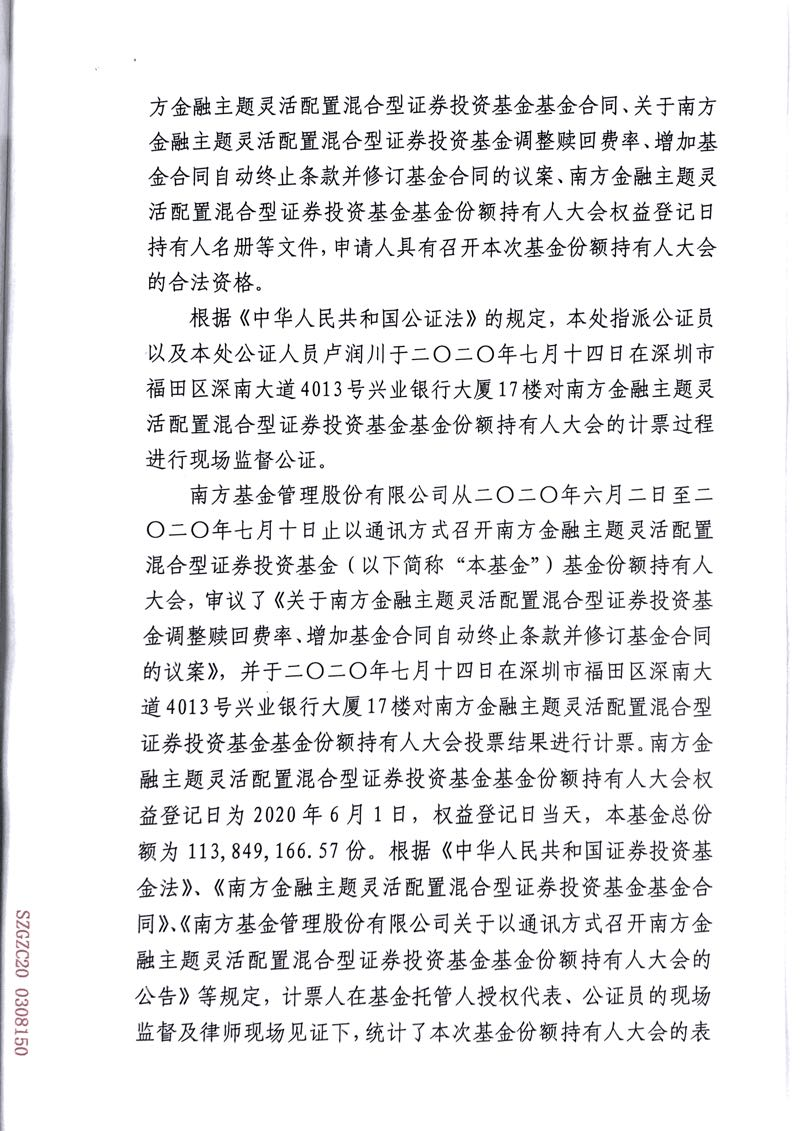 方金融主题灵活配置混合型证券投资基金基金合同、关于南方
金融主题灵活配置混合型证券投资基金调整赎回费率、增加基
金合同自动终止条款并修订基金合同的议案、南方金融主题灵
活配置混合型证券投资基金基金份额持有人大会权益登记日
持有人名册等文件，申请人具有召开本次基金份额持有人大会
的合法资格。
根据《中华人民共和国公证法》的规定，本处指派公证员
以及本处公证人员卢润川于二〇二〇年七月十四日在深圳市
福田区深南大道4013号兴业银行大厦17楼对南方金融主题灵
活配置混合型证券投资基金基金份额持有人大会的计票过程
进行现场监督公证。
南方基金管理股份有限公司从二〇二〇年六月二日至二
〇二〇年七月十日止以通讯方式召开南方金融主题灵活配置
混合型证券投资基金（以下简称“本基金”）基金份额持有人
大会，审议了《关于南方金融主题灵活配置混合型证券投资基
金调整赎回费率、增加基金合同自动终止条款并修订基金合同
的议案》，并于二〇二〇年七月十四日在深圳市福田区深南大
道4013号兴业银行大厦17楼对南方金融主题灵活配置混合型
证券投资基金基金份额持有人大会投票结果进行计票。南方金
融主题灵活配置混合型证券投资基金基金份额持有人大会权
益登记日为2020年6月1日，权益登记日当天，本基金总份
额为113,849,166.57份。根据《中华人民共和国证券投资基
金法》、《南方金融主题灵活配置混合型证券投资基金基金合
同》、《南方基金管理股份有限公司关于以通讯方式召开南方金
融主题灵活配置混合型证券投资基金基金份额持有人大会的
公告》等规定，计票人在基金托管人授权代表、公证员的现场
监督及律师现场见证下，统计了本次基金份额持有人大会的表
SZGZC20 0308150